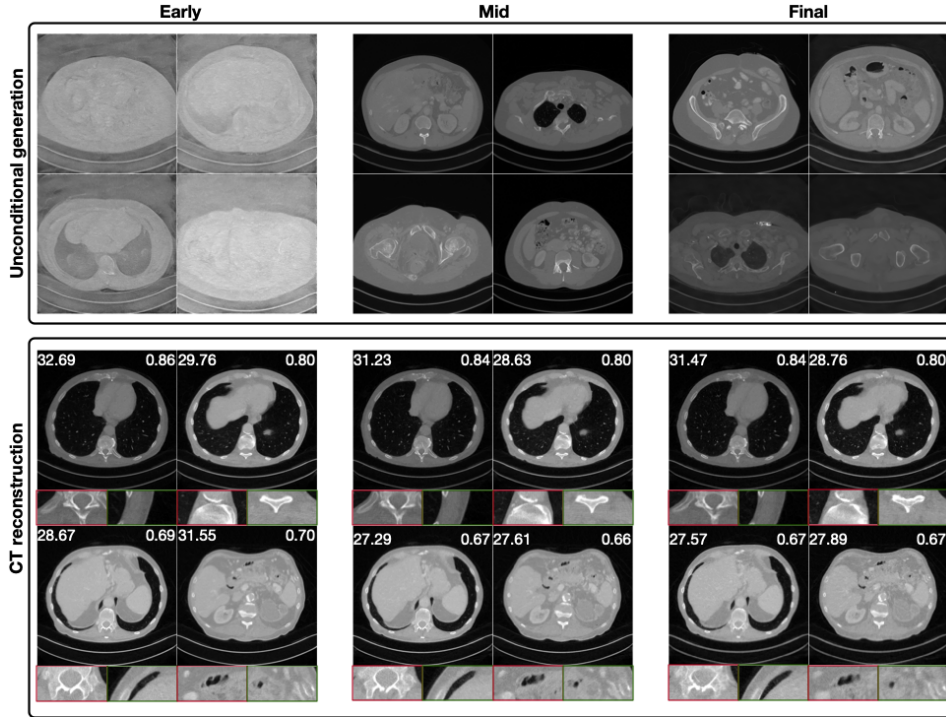 Early Mid Final
Unconditional generation
CT reconstruction
32.69 0.86 29.76 0.80 31.23 0.84 28.63 0.80 31.47 0.84 28.76 0.80
28.67 0.69 31.55 0.70 27.29 0.67 27.61 0.66 27.57 0.67 27.89 0.67